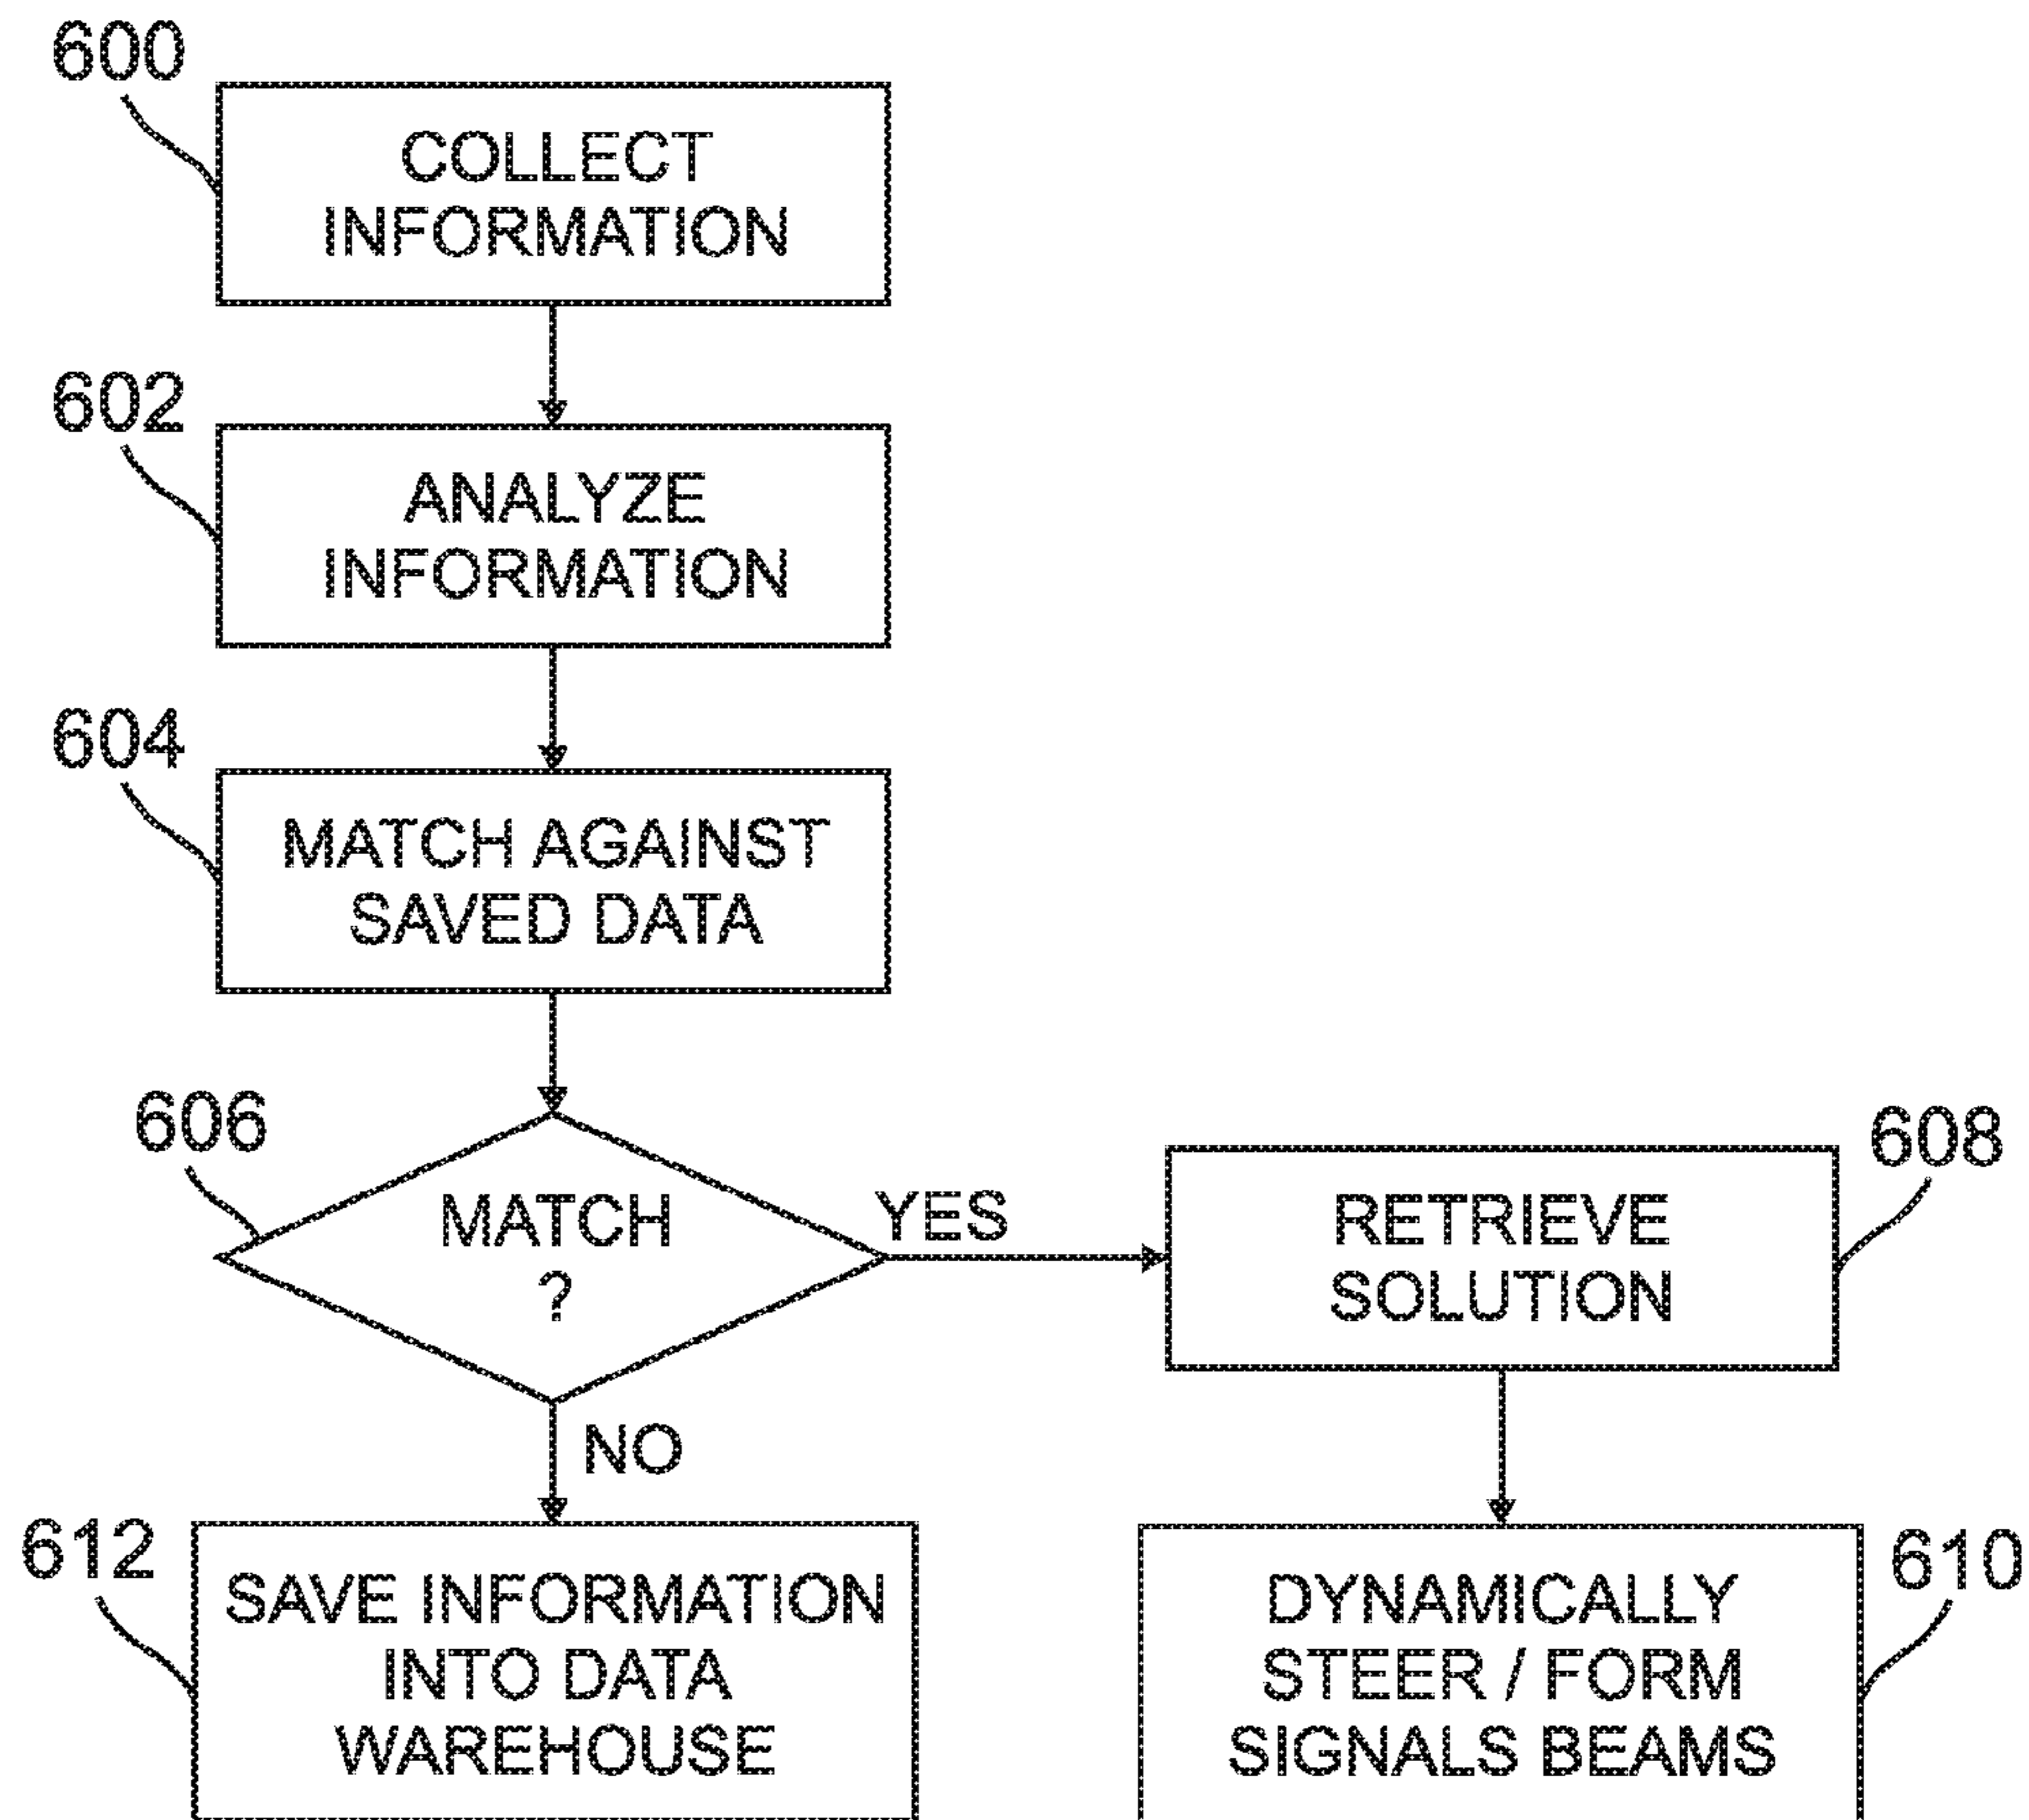 600
COLLECT
INFORMATION
602
ANALYZE
INFORMATION
604
MATCH AGAINST
SAVED DATA
606
MATCH
?
YES
608
RETRIEVE
SOLUTION
NO
612
SAVE INFORMATION
INTO DATA
WAREHOUSE
610
DYNAMICALLY
STEER / FORM
SIGNALS BEAMS